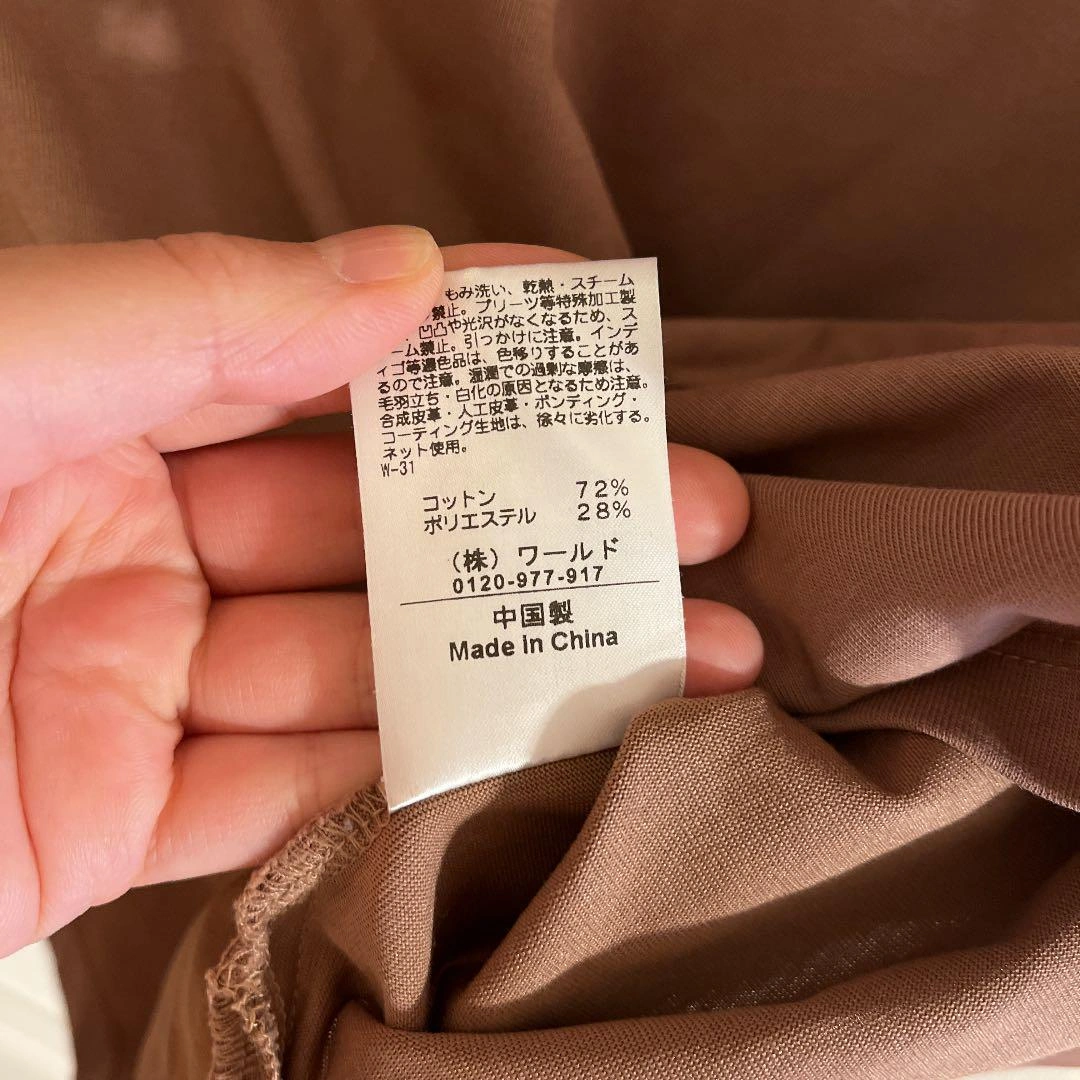 もみ洗い、乾熱・スチーム
禁止。プリーツ等特殊加工製
凹凸や光沢がなくなるため、ス
ーム禁止。引っかけに注意。インデ
ィゴ等濃色品は、色移りすることがあ
るので注意。湿潤での過剰な摩擦は、
毛羽立ち・白化の原因となるため注意。
合成皮革・人工皮革・ボンディング・
コーティング生地は、徐々に劣化する。
ネット使用。
W-31
コットン 72%
ポリエステル 28%
(株)ワールド
0120-977-917
中国製
Made in China